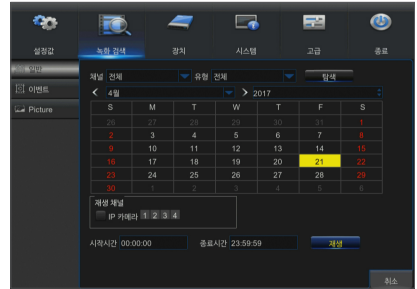 설정값 녹화 검색 장치 시스템 고급 종료
일반
이벤트
Picture
채널 전체 유형 전체 탐색
4월 2017
S M T W T F S
26 27 28 29 30 31 1
2 3 4 5 6 7 8
9 10 11 12 13 14 15
16 17 18 19 20 21 22
23 24 25 26 27 28 29
30 1 2 3 4 5 6
재생 채널
IP 카메라 1 2 3 4
시작시간 00:00:00 종료시간 23:59:59 재생
취소